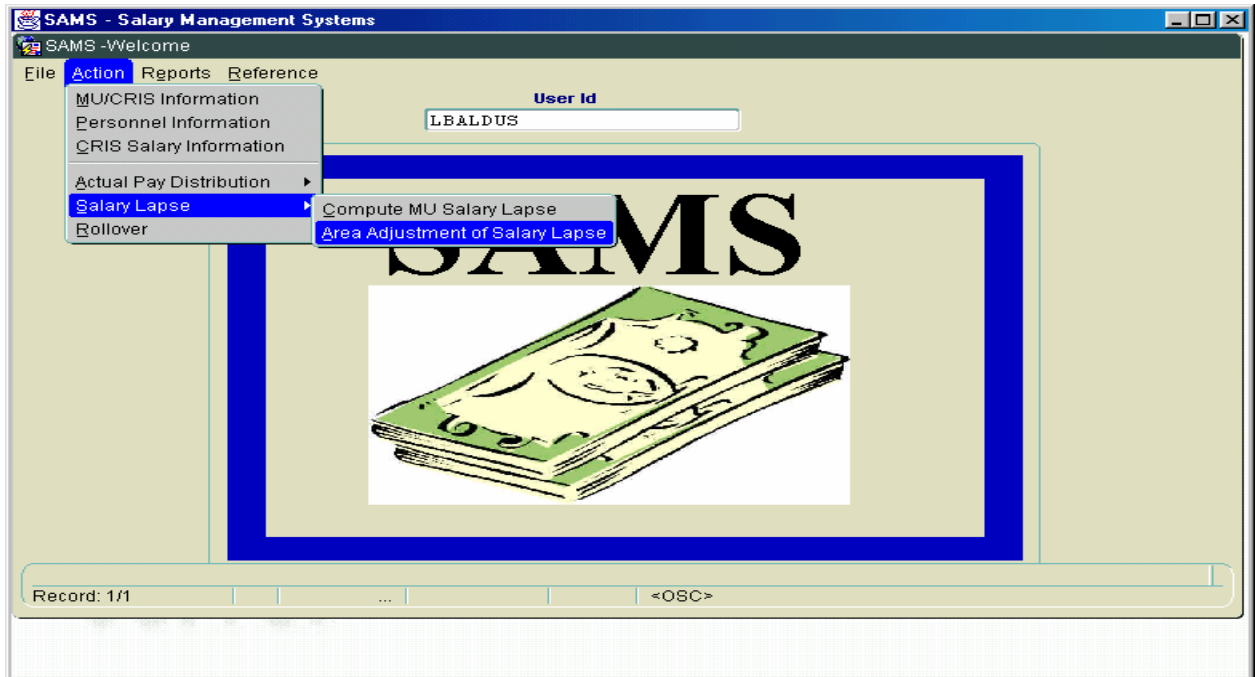 SAMS - Salary Management Systems
SAMS -Welcome
File Action Reports Reference
MU/CRIS Information
Personnel Information
CRIS Salary Information
Actual Pay Distribution
Salary Lapse
Rollover
Compute MU Salary Lapse
Area Adjustment of Salary Lapse
User Id
LBALDUS
SAMS
Record: 1/1 ... <OSC>